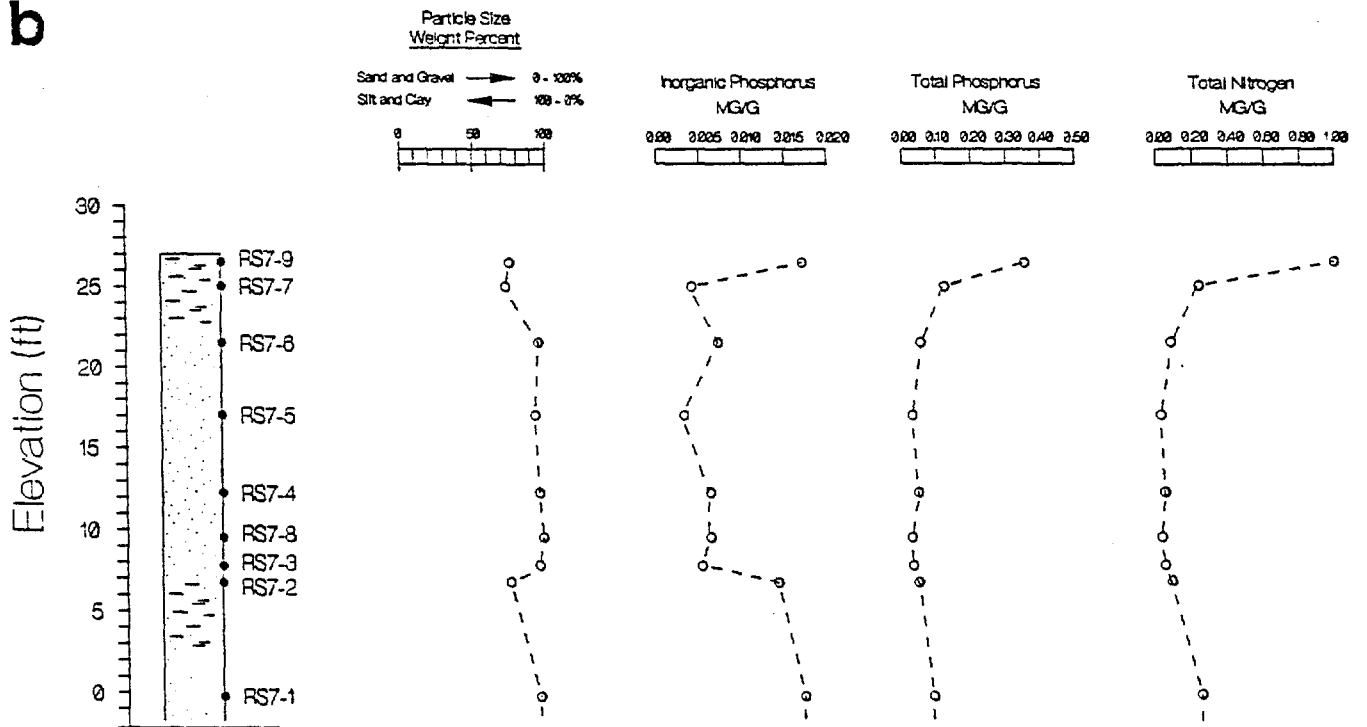 b
Particle Size
Weight Percent
Sand and Gravel 0 - 100%
Silt and Clay 100 - 0%
0 50 100
Inorganic Phosphorus
MG/G
0.00 0.005 0.010 0.015 0.020
Total Phosphorus
MG/G
0.00 0.10 0.20 0.30 0.40 0.50
Total Nitrogen
MG/G
0.00 0.20 0.40 0.60 0.80 1.00
Elevation (ft)
30
RS7-9
25
RS7-7
RS7-6
20
RS7-5
15
RS7-4
10
RS7-8
RS7-3
RS7-2
5
0
RS7-1